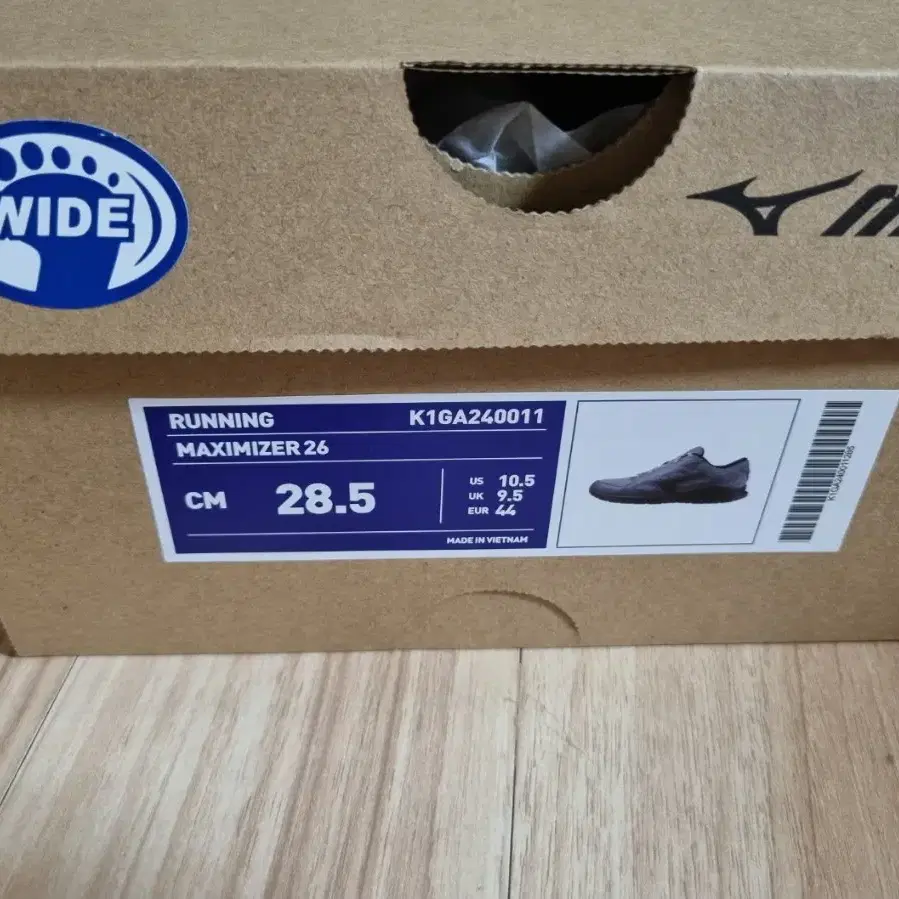 WIDE
RUNNING K1GA240011
MAXIMIZER 26
CM 28.5
US 10.5
UK 9.5
EUR 44
MADE IN VIETNAM